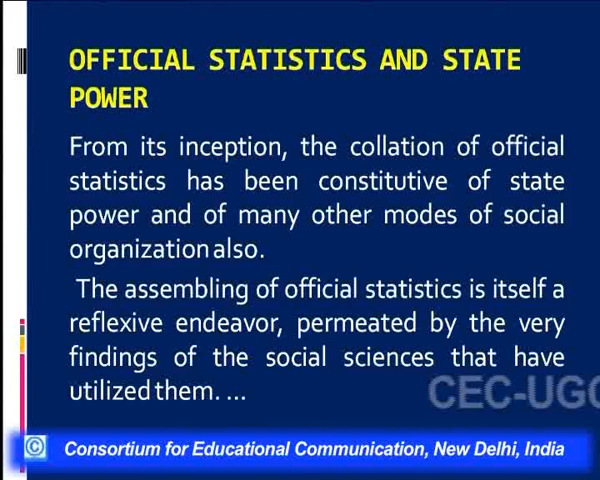 OFFICIAL STATISTICS AND STATE
POWER
From its inception, the collation of official
statistics has been constitutive of state
power and of many other modes of social
organization also.
The assembling of official statistics is itself a
reflexive endeavor, permeated by the very
findings of the social sciences that have
utilized them. ...
CEC-UGC
© Consortium for Educational Communication, New Delhi, India